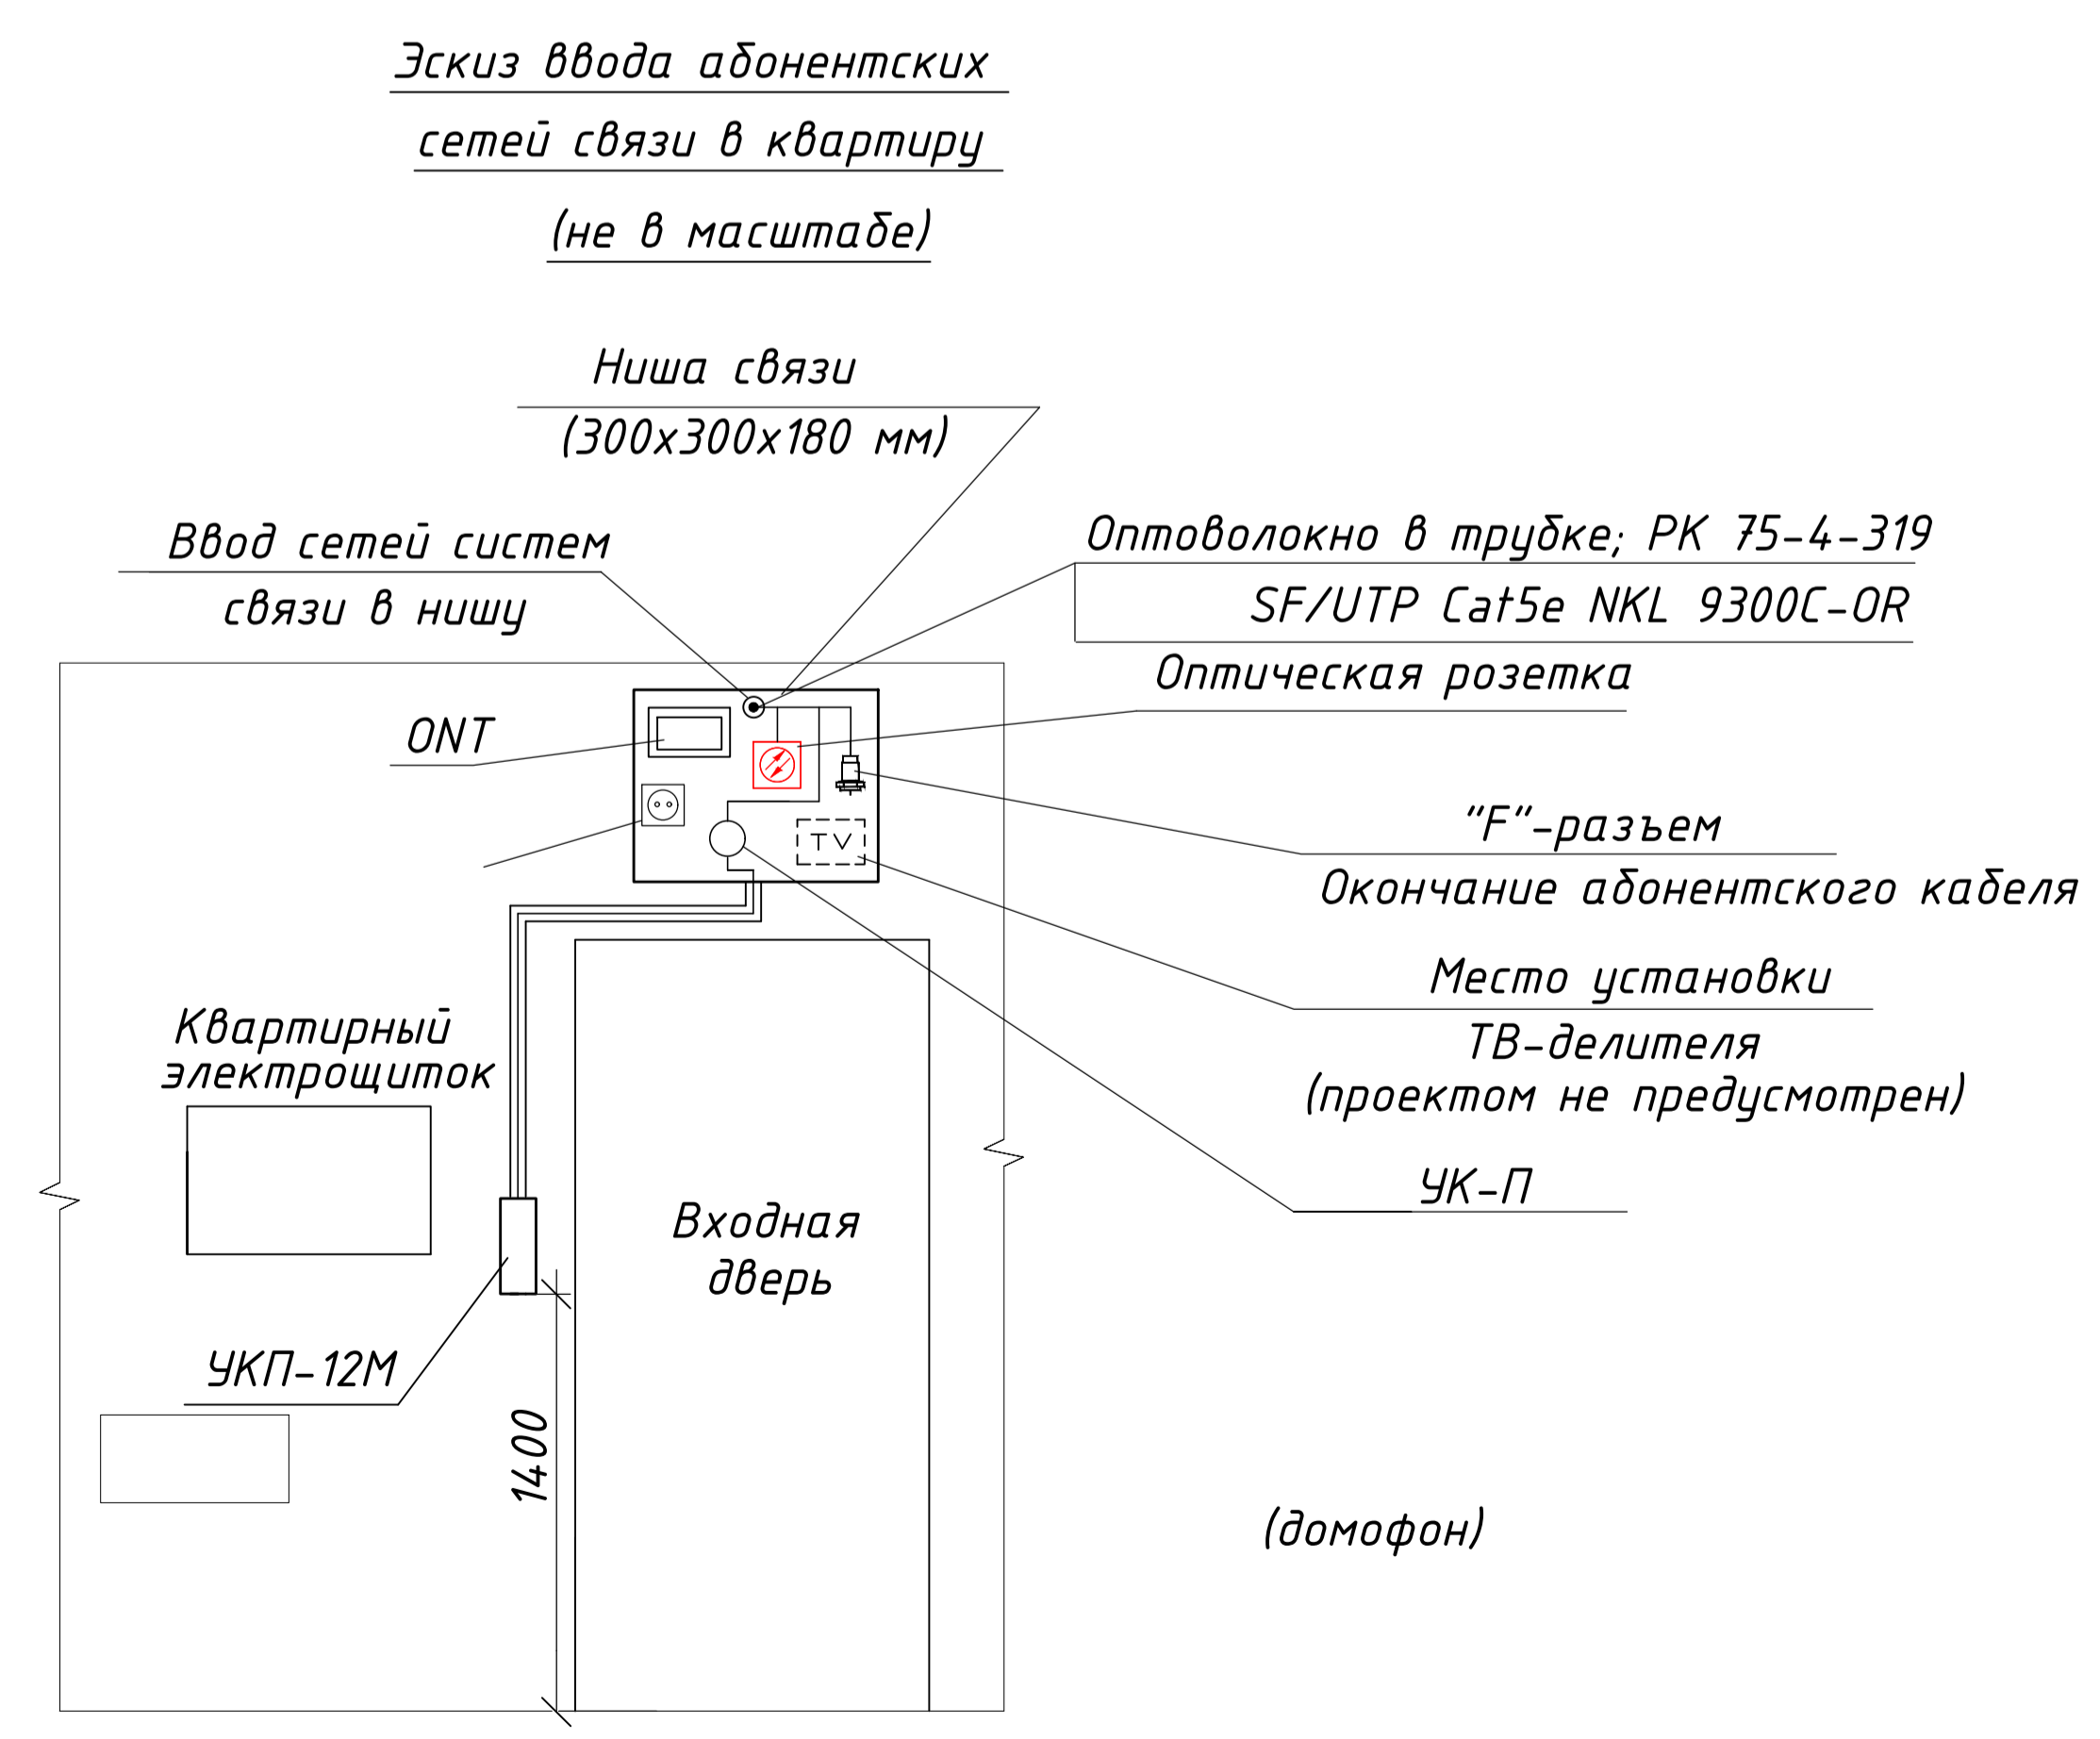 Эскиз ввода абонентских
сетей связи в квартиру
(не в масштабе)
Ниша связи
(300х300х180 мм)
Ввод сетей систем
связи в нишу
Оптоволокно в трубке; РК 75-4-319
SF/UTP Cat5e NKL 9300C-OR
Оптическая розетка
ONT
"F"-разъем
Окончание абонентского кабеля
TV
Место установки
ТВ-делителя
(проектом не предусмотрен)
Квартирный
электрощиток
УК-П
Входная
дверь
УКП-12М
1400
(домофон)